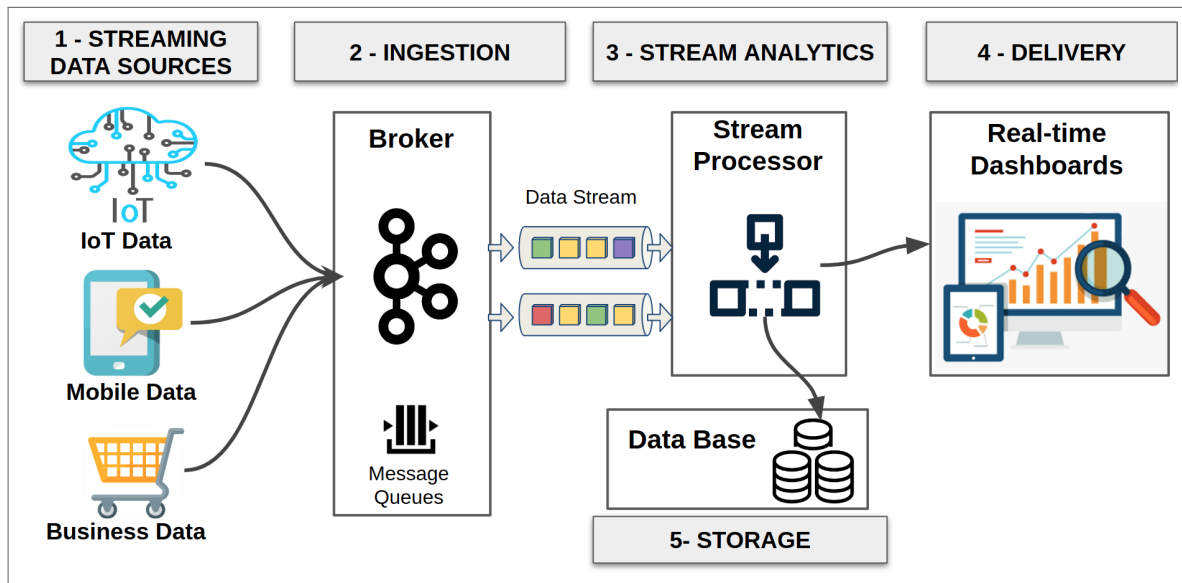 1 - STREAMING
DATA SOURCES
2 - INGESTION
3 - STREAM ANALYTICS
4 - DELIVERY
IoT
IoT Data
Mobile Data
Business Data
Broker
Message
Queues
Data Stream
Stream
Processor
Real-time
Dashboards
Data Base
5- STORAGE